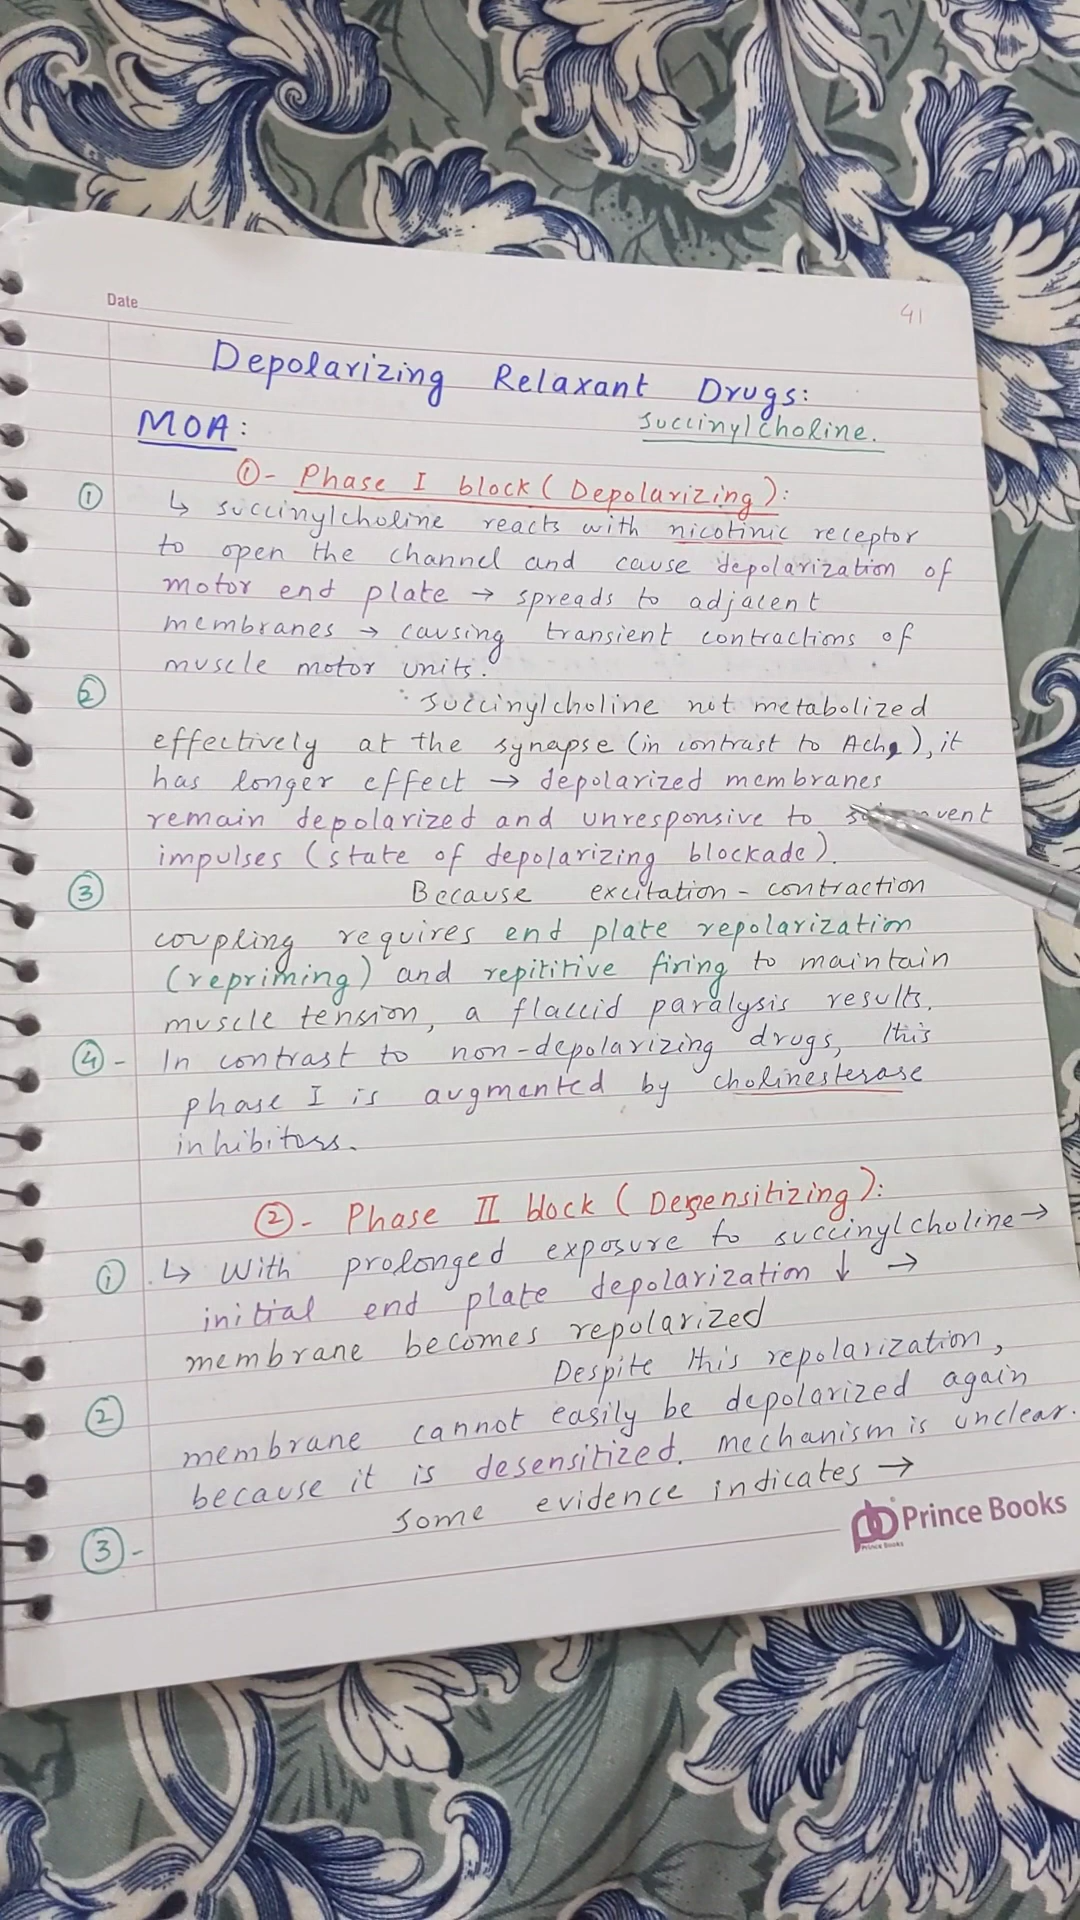 Date
41
Depolarizing Relaxant Drugs:
MOA: Succinylcholine.
①- Phase I block (Depolarizing):
① ↳ succinylcholine reacts with nicotinic receptor
to open the channel and cause depolarization of
motor end plate → spreads to adjacent
membranes → causing transient contractions of
muscle motor units.
② Succinylcholine not metabolized
effectively at the synapse (in contrast to Ach), it
has longer effect → depolarized membranes
remain depolarized and unresponsive to
impulses (state of depolarizing blockade).
③ Because excitation - contraction
coupling requires end plate repolarization
(repriming) and repititive firing to maintain
muscle tension, a flaccid paralysis results.
④- In contrast to non-depolarizing drugs, this
phase I is augmented by cholinesterase
inhibitors.
②- Phase II block (Desensitizing):
① ↳ With prolonged exposure to succinylcholine →
initial end plate depolarization ↓ →
membrane becomes repolarized
Despite this repolarization,
② membrane cannot easily be depolarized again
because it is desensitized. mechanism is unclear.
③- Some evidence indicates →
Prince Books
Prince Books